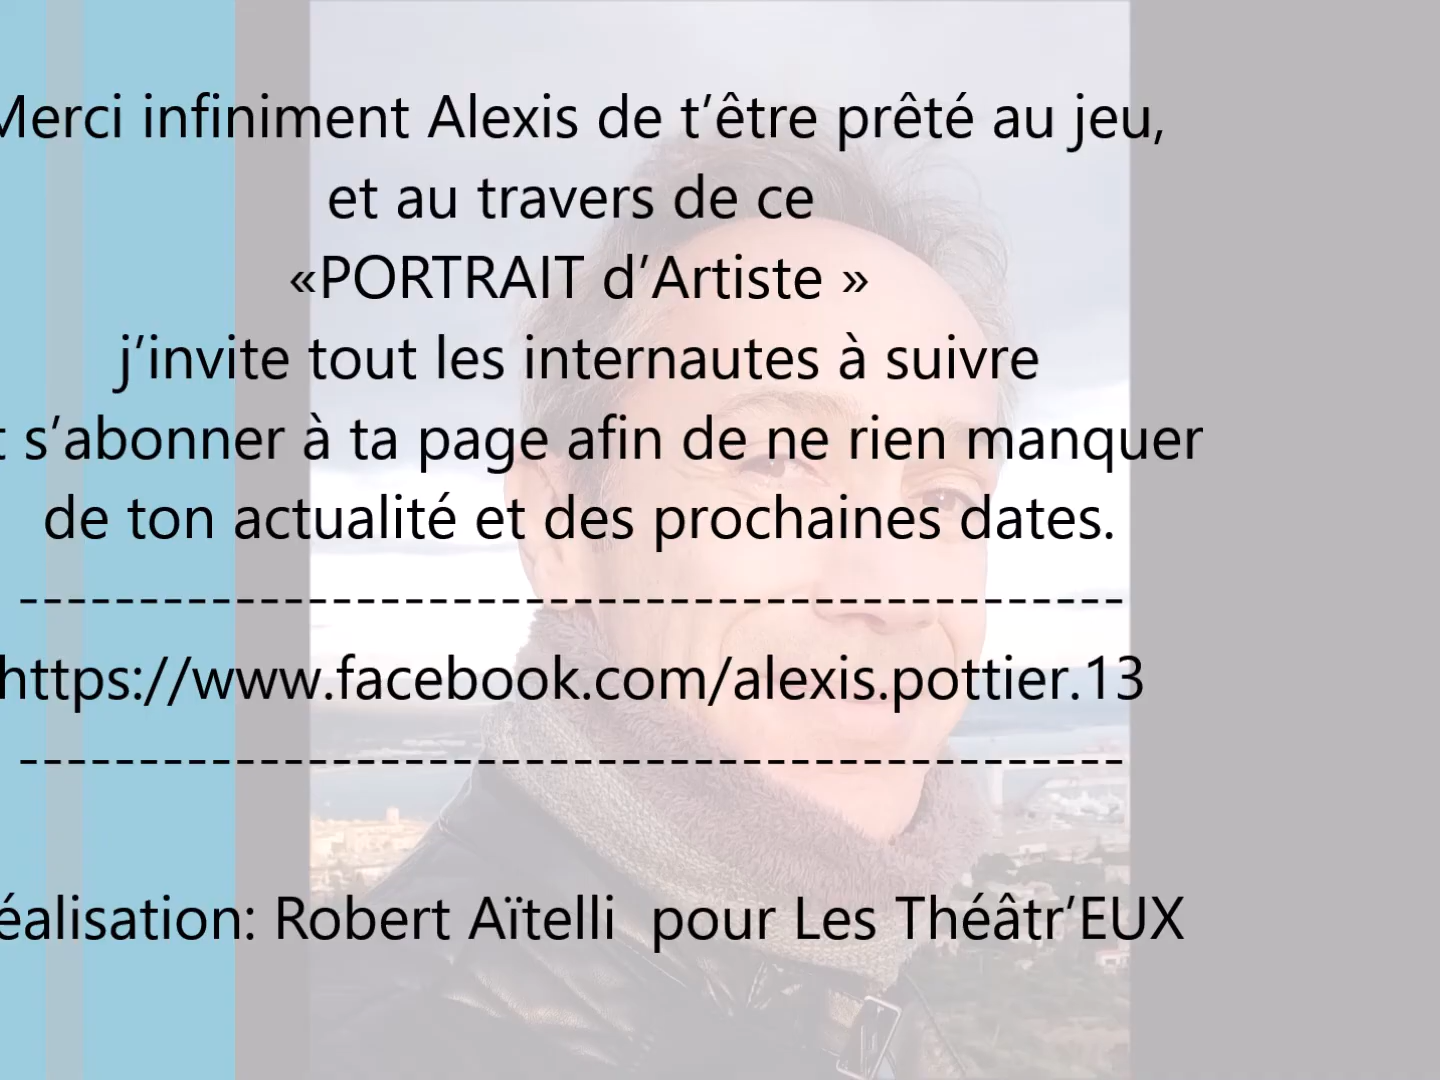 Merci infiniment Alexis de t’être prêté au jeu,
et au travers de ce
«PORTRAIT d’Artiste »
j’invite tout les internautes à suivre
t s’abonner à ta page afin de ne rien manquer
de ton actualité et des prochaines dates.
-----------------------------------------------
https://www.facebook.com/alexis.pottier.13
-----------------------------------------------
éalisation: Robert Aïtelli  pour Les Théâtr’EUX